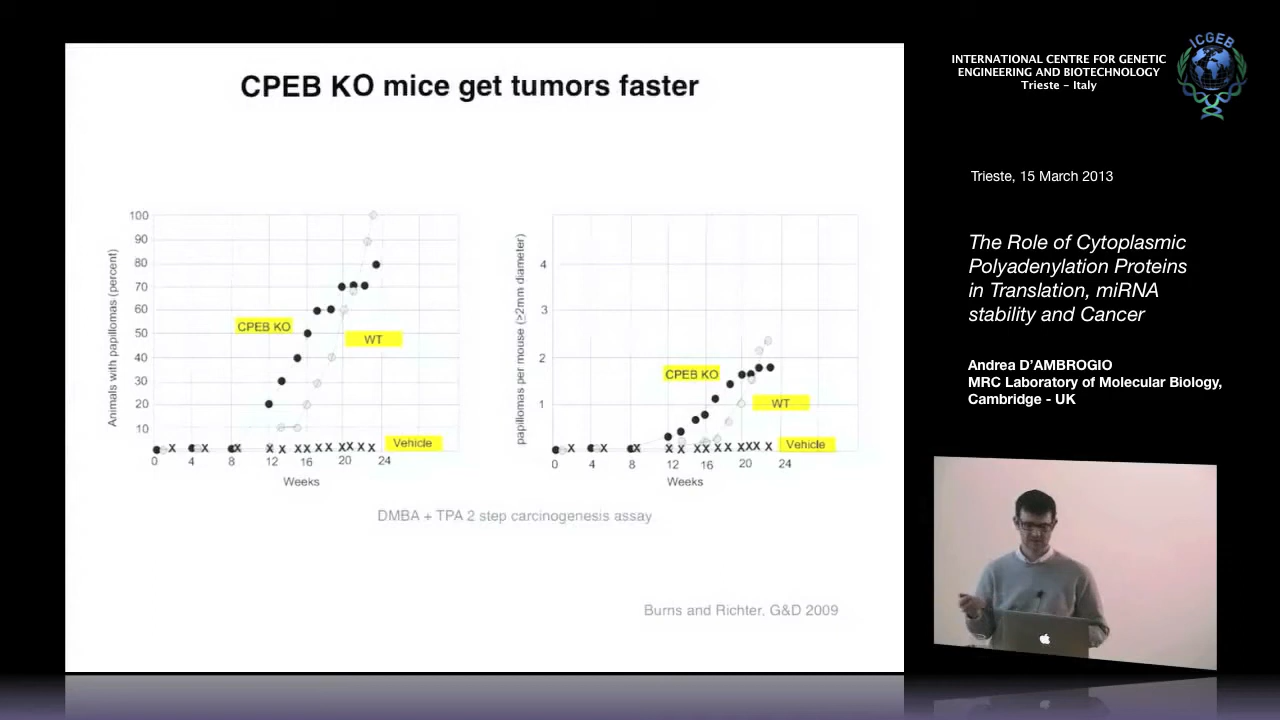 CPEB KO mice get tumors faster
Animals with papillomas (percent)
100
90
80
70
60
50
40
30
20
10
CPEB KO
WT
Vehicle
0 4 8 12 16 20 24
Weeks
papillomas per mouse (>2mm diameter)
4
3
2
1
CPEB KO
WT
Vehicle
0 4 8 12 16 20 24
Weeks
DMBA + TPA 2 step carcinogenesis assay
Burns and Richter, G&D 2009
INTERNATIONAL CENTRE FOR GENETIC
ENGINEERING AND BIOTECHNOLOGY
Trieste - Italy
ICGEB
Trieste, 15 March 2013
The Role of Cytoplasmic
Polyadenylation Proteins
in Translation, miRNA
stability and Cancer
Andrea D'AMBROGIO
MRC Laboratory of Molecular Biology,
Cambridge - UK